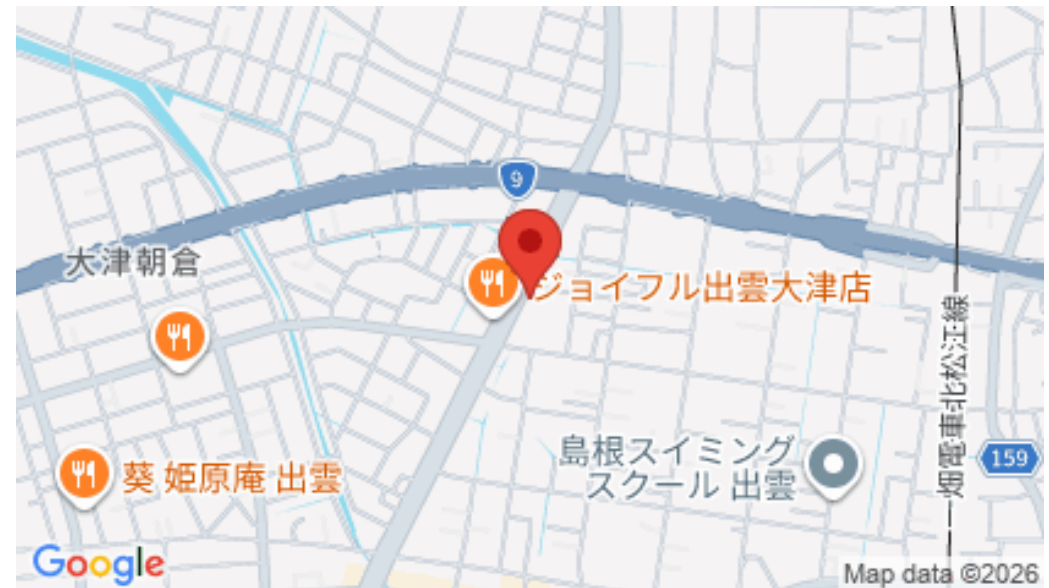 9
大津朝倉
ジョイフル出雲大津店
一畑電車北松江線
島根スイミング
スクール 出雲
159
葵 姫原庵 出雲
Google
Map data ©2026